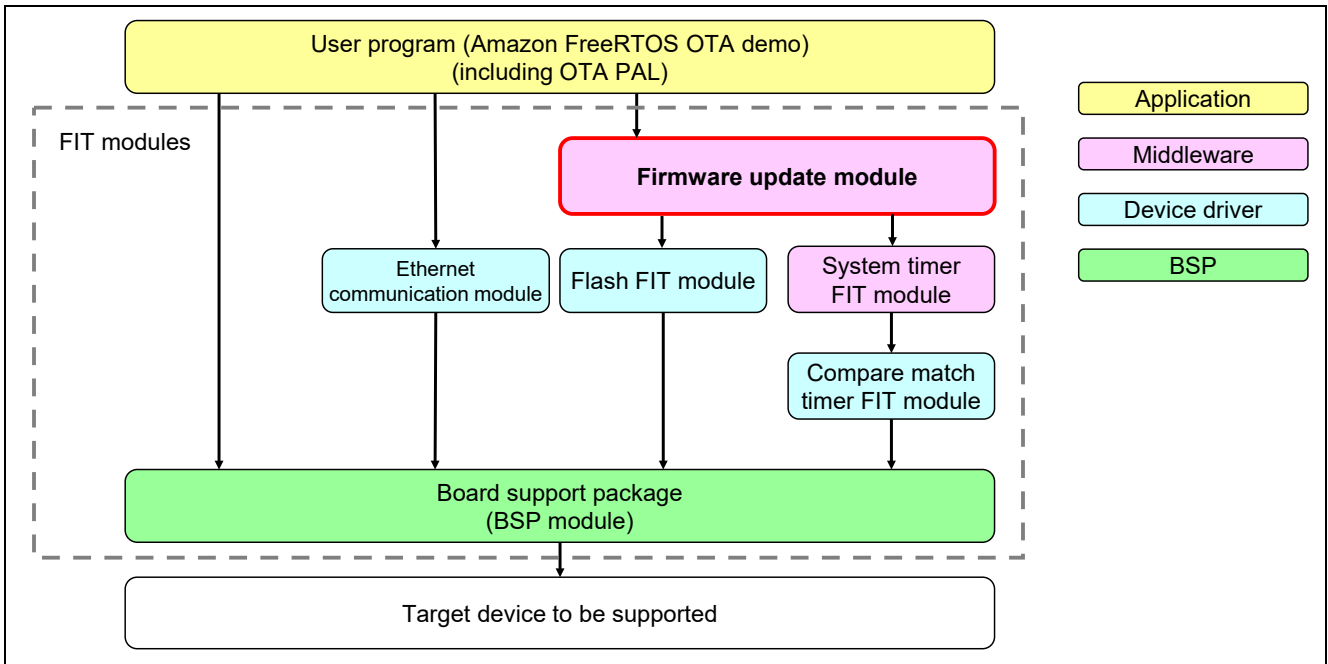 User program (Amazon FreeRTOS OTA demo)
(including OTA PAL)
FIT modules
Firmware update module
Ethernet
communication module
Flash FIT module
System timer
FIT module
Compare match
timer FIT module
Board support package
(BSP module)
Target device to be supported
Application
Middleware
Device driver
BSP